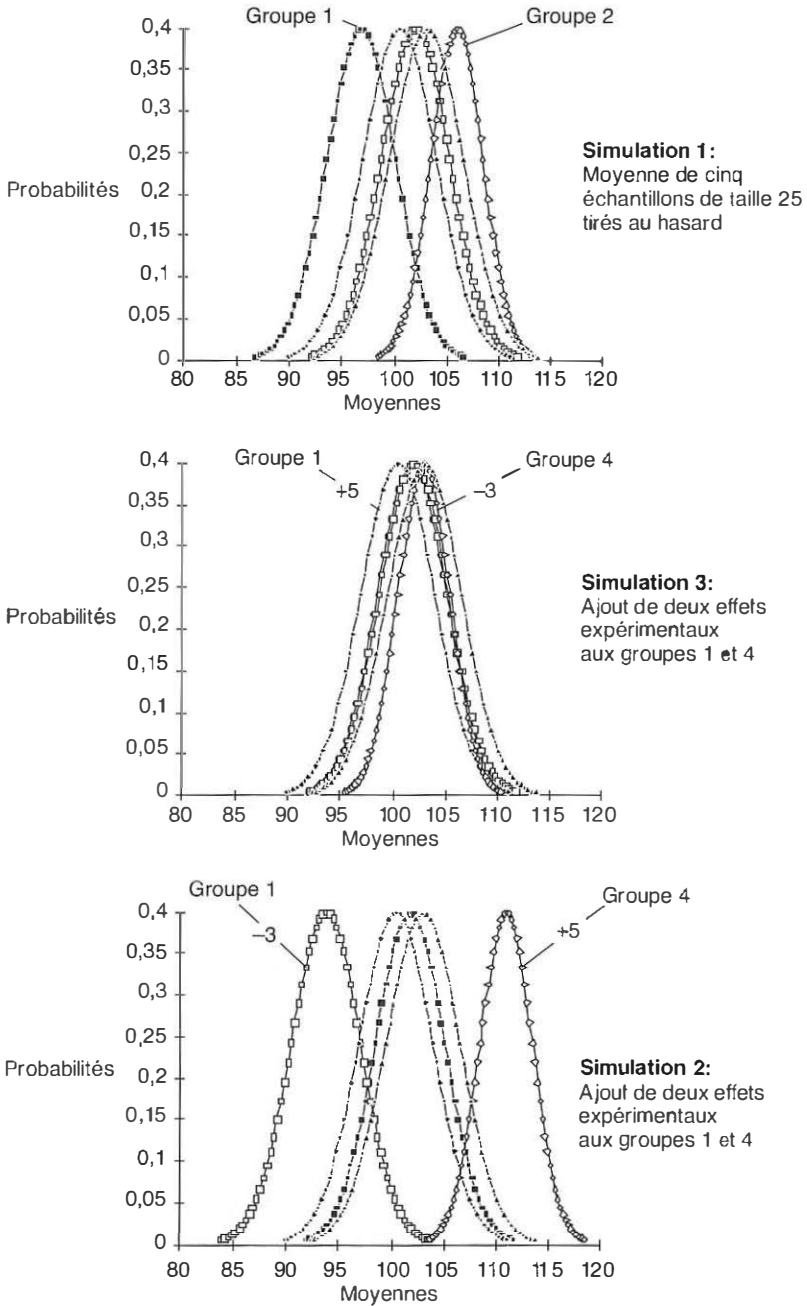 Groupe 1
Groupe 2
0,4
0,35
0,3
0,25
0,2
0,15
0,1
0,05
0
Probabilités
80 85 90 95 100 105 110 115 120
Moyennes
Simulation 1:
Moyenne de cinq
échantillons de taille 25
tirés au hasard
Groupe 1
+5
Groupe 4
−3
0,4
0,35
0,3
0,25
0,2
0,15
0,1
0,05
0
Probabilités
80 85 90 95 100 105 110 115 120
Moyennes
Simulation 3:
Ajout de deux effets
expérimentaux
aux groupes 1 et 4
Groupe 1
−3
Groupe 4
+5
0,4
0,35
0,3
0,25
0,2
0,15
0,1
0,05
0
Probabilités
80 85 90 95 100 105 110 115 120
Moyennes
Simulation 2:
Ajout de deux effets
expérimentaux
aux groupes 1 et 4